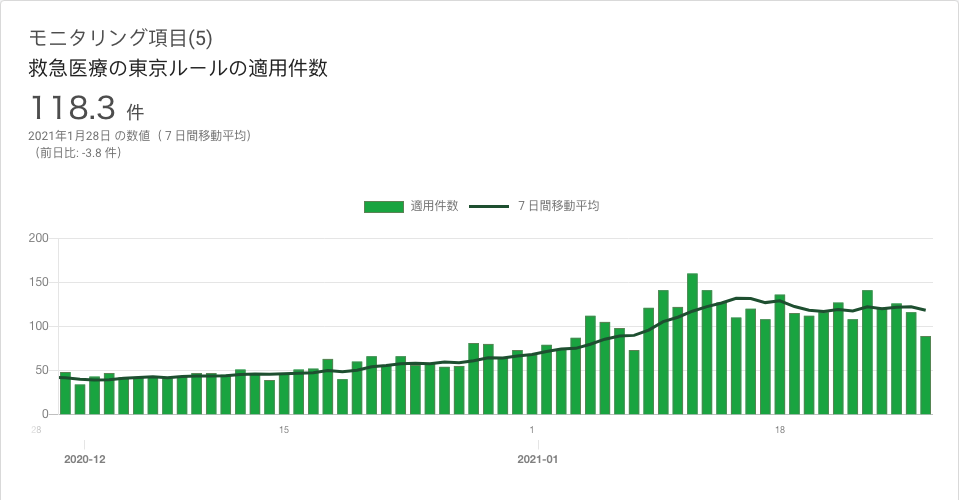 モニタリング項目(5)
救急医療の東京ルールの適用件数
118.3 件
2021年1月28日 の数値（７日間移動平均）
（前日比: -3.8 件）
適用件数 ７日間移動平均
200
150
100
50
0
28 15 1 18
2020-12 2021-01